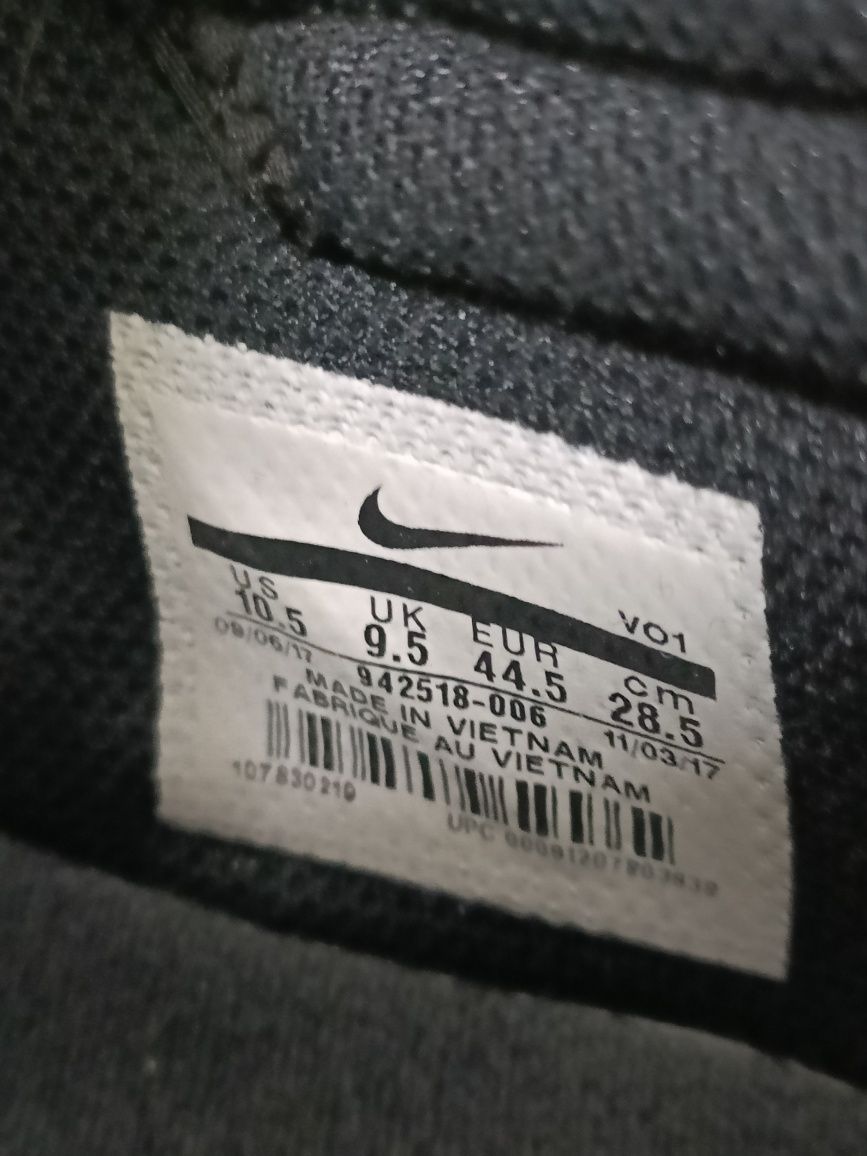 VO1
US UK EUR cm
10.5 9.5 44.5 28.5
09/06/17 942518-006 11/03/17
MADE IN VIETNAM
FABRIQUE AU VIETNAM
107830219
UPC